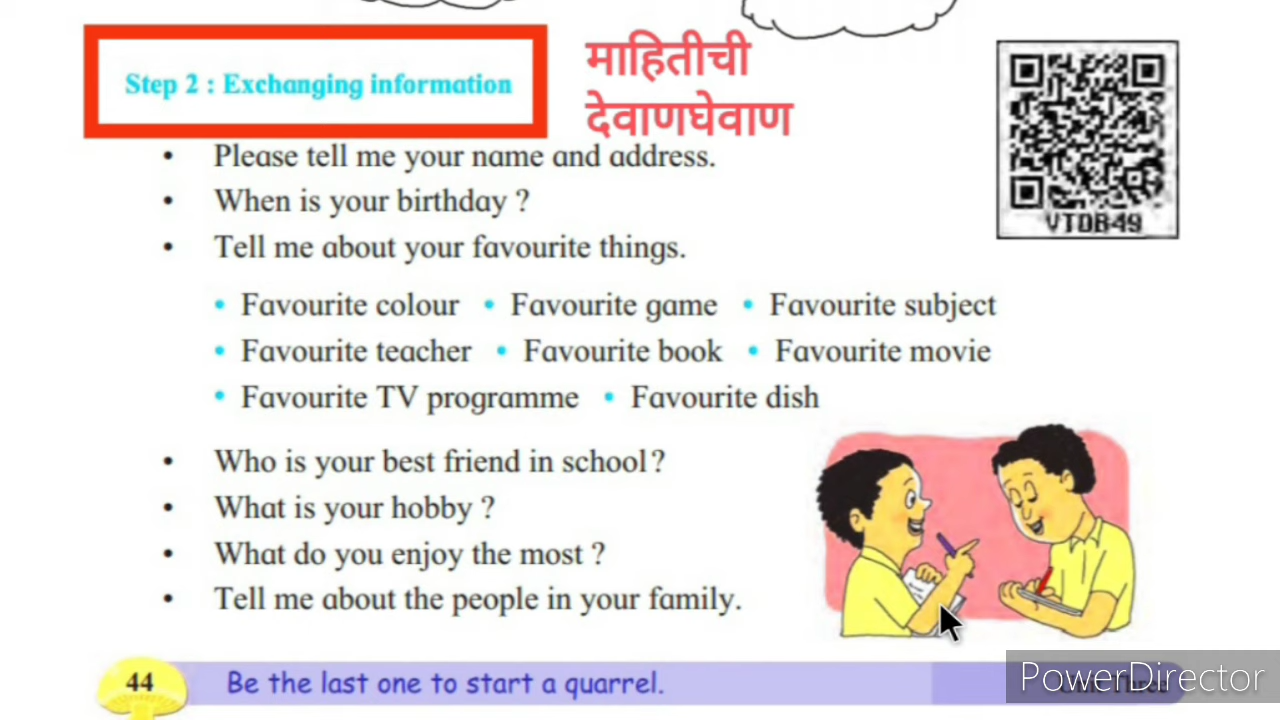 Step 2 : Exchanging information
माहितीची
देवाणघेवाण
VTDB49
• Please tell me your name and address.
• When is your birthday ?
• Tell me about your favourite things.
• Favourite colour • Favourite game • Favourite subject
• Favourite teacher • Favourite book • Favourite movie
• Favourite TV programme • Favourite dish
• Who is your best friend in school ?
• What is your hobby ?
• What do you enjoy the most ?
• Tell me about the people in your family.
44 Be the last one to start a quarrel.
PowerDirector